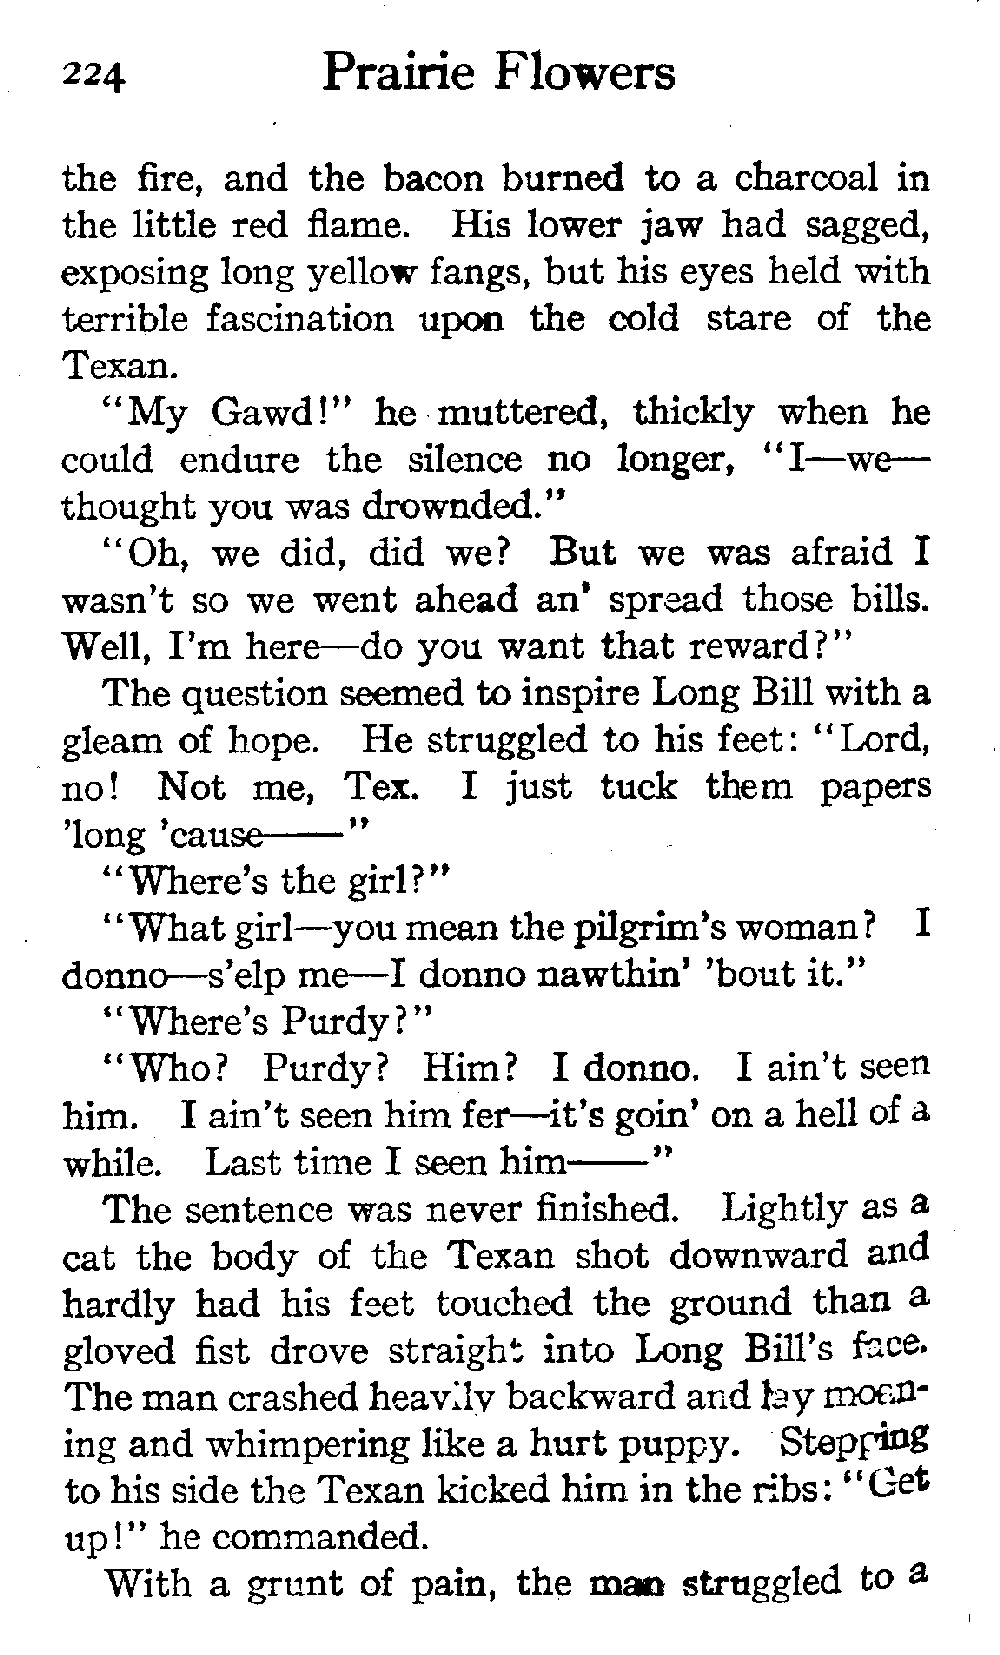 224 Prairie Flowers
the fire, and the bacon burned to a charcoal in
the little red flame. His lower jaw had sagged,
exposing long yellow fangs, but his eyes held with
terrible fascination upon the cold stare of the
Texan.
"My Gawd!" he muttered, thickly when he
could endure the silence no longer, "I—we—
thought you was drownded."
"Oh, we did, did we? But we was afraid I
wasn't so we went ahead an' spread those bills.
Well, I'm here—do you want that reward?"
The question seemed to inspire Long Bill with a
gleam of hope. He struggled to his feet: "Lord,
no! Not me, Tex. I just tuck them papers
'long 'cause——"
"Where's the girl?"
"What girl—you mean the pilgrim's woman? I
donno—s'elp me—I donno nawthin' 'bout it."
"Where's Purdy?"
"Who? Purdy? Him? I donno. I ain't seen
him. I ain't seen him fer—it's goin' on a hell of a
while. Last time I seen him——"
The sentence was never finished. Lightly as a
cat the body of the Texan shot downward and
hardly had his feet touched the ground than a
gloved fist drove straight into Long Bill's face.
The man crashed heavily backward and lay moan-
ing and whimpering like a hurt puppy. Stepping
to his side the Texan kicked him in the ribs: "Get
up!" he commanded.
With a grunt of pain, the man struggled to a